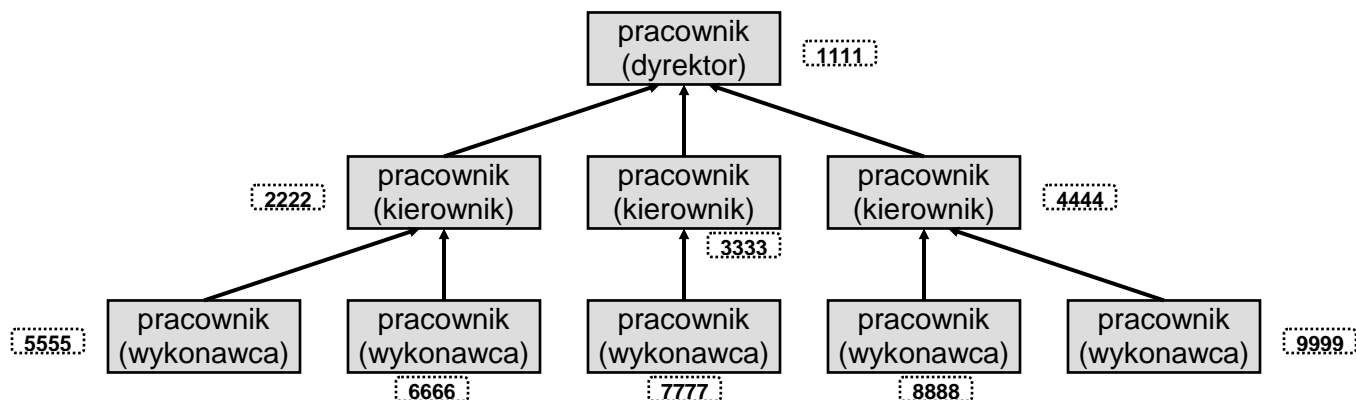 pracownik
(dyrektor)
1111
2222
pracownik
(kierownik)
pracownik
(kierownik)
3333
pracownik
(kierownik)
4444
5555
pracownik
(wykonawca)
pracownik
(wykonawca)
6666
pracownik
(wykonawca)
7777
pracownik
(wykonawca)
8888
pracownik
(wykonawca)
9999